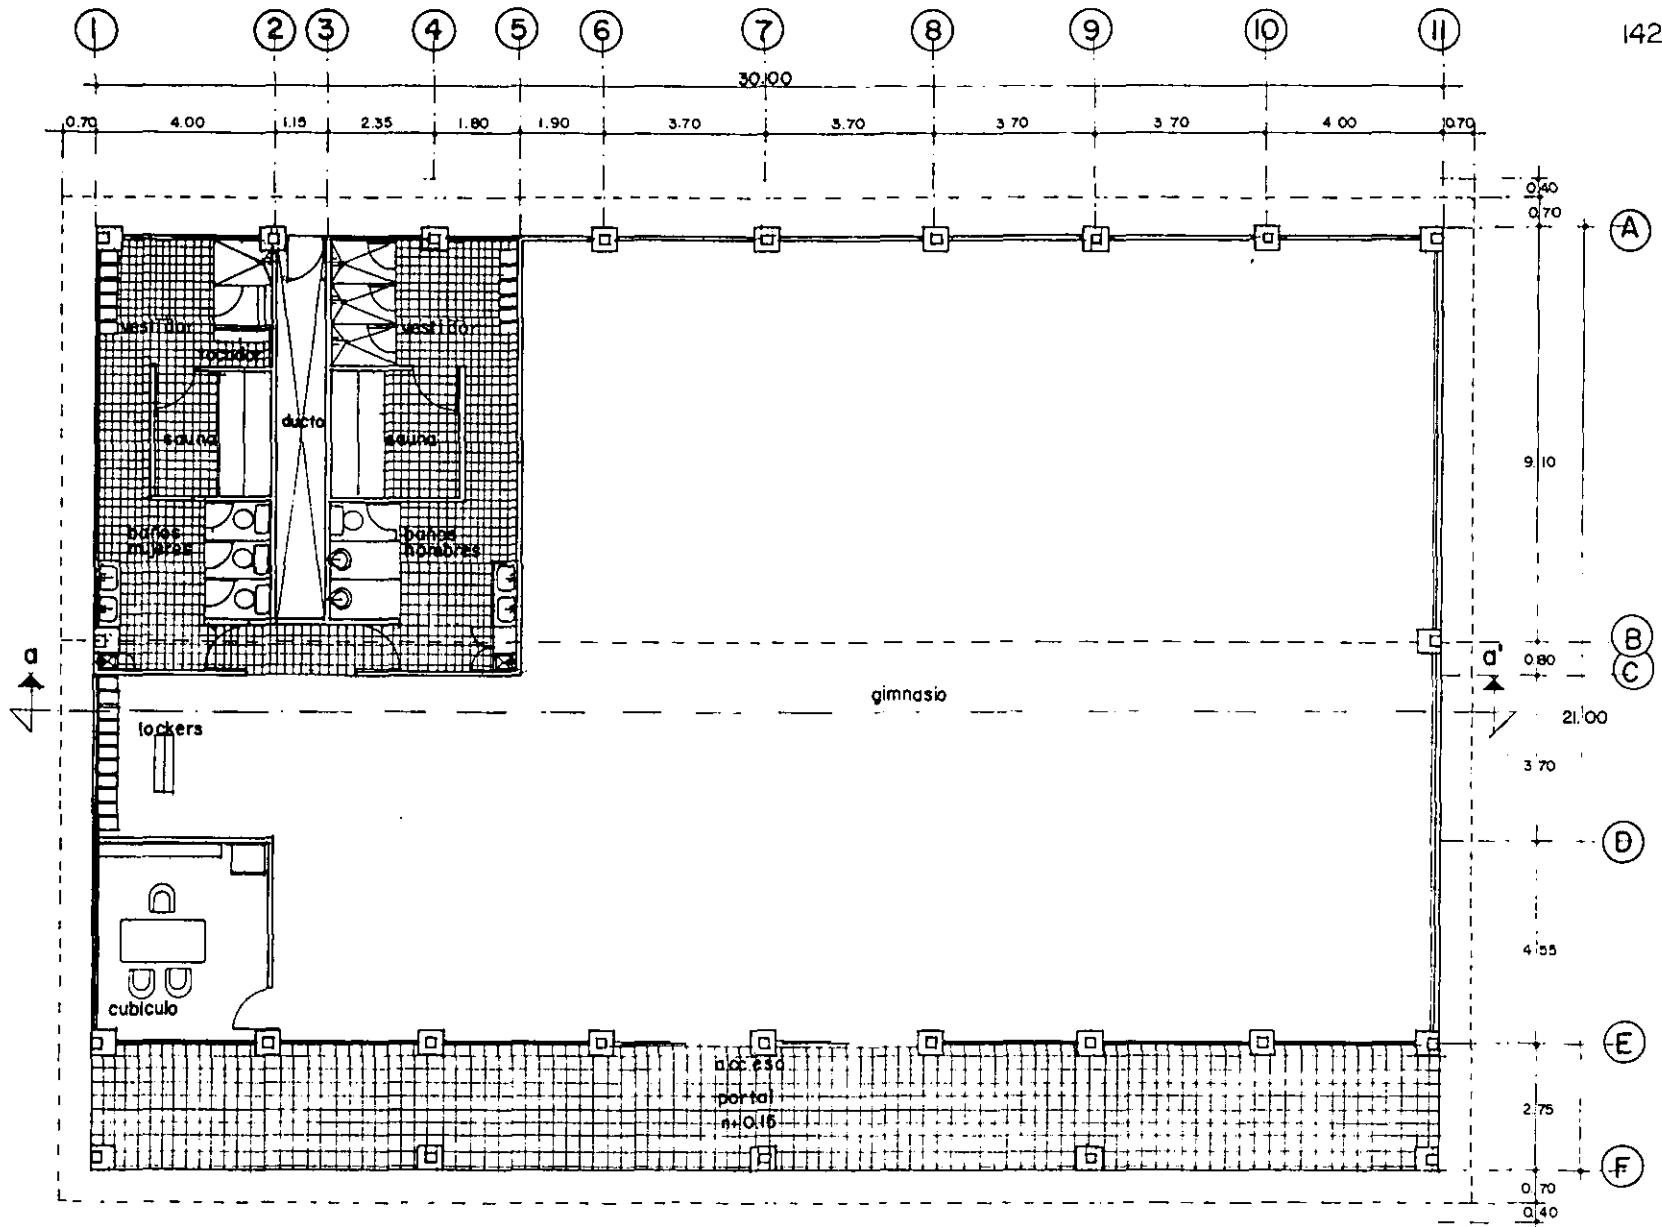 1 2 3 4 5 6 7 8 9 10 11
142
30.00
0.70 4.00 1.15 2.35 1.80 1.90 3.70 3.70 3 70 3 70 4 00 0.70
0.40
0.70
A
vestidor
vestidor
tocador
ducto
sauna
sauna
9.10
baños
mujeres
baños
hombres
B
0.80
C
a
a'
gimnasio
21.00
lockers
3 70
D
4.55
cubiculo
E
acceso
portal
n+0.15
2.75
F
0.70
0.40